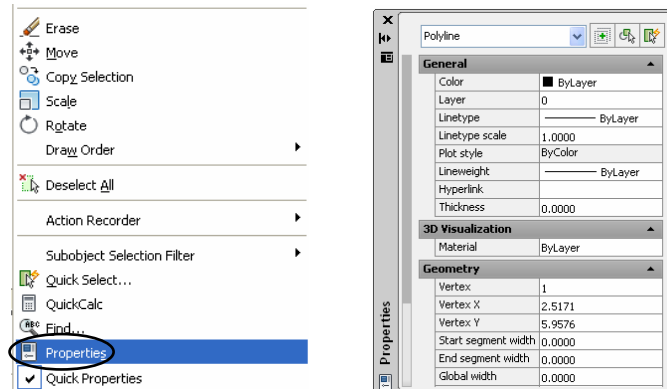 Erase
Move
Copy Selection
Scale
Rotate
Draw Order
Deselect All
Action Recorder
Subobject Selection Filter
Quick Select...
QuickCalc
ABC
Find...
Properties
Quick Properties
Polyline
General
Color ByLayer
Layer 0
Linetype ByLayer
Linetype scale 1.0000
Plot style ByColor
Lineweight ByLayer
Hyperlink
Thickness 0.0000
3D Visualization
Material ByLayer
Geometry
Vertex 1
Vertex X 2.5171
Vertex Y 5.9576
Start segment width 0.0000
End segment width 0.0000
Global width 0.0000
Properties